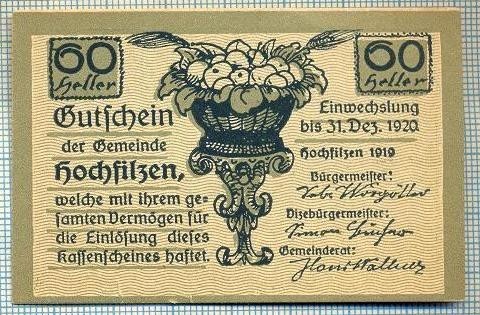 60 Heller
60 Heller
Gutschein
der Gemeinde
Hochfilzen,
welche mit ihrem ge-
samten Vermögen für
die Einlösung dieses
Kassenscheines haftet.
Einwechslung
bis 31. Dez. 1920
Hochfilzen 1919
Bürgermeister:
Vizebürgermeister:
Gemeinderat: